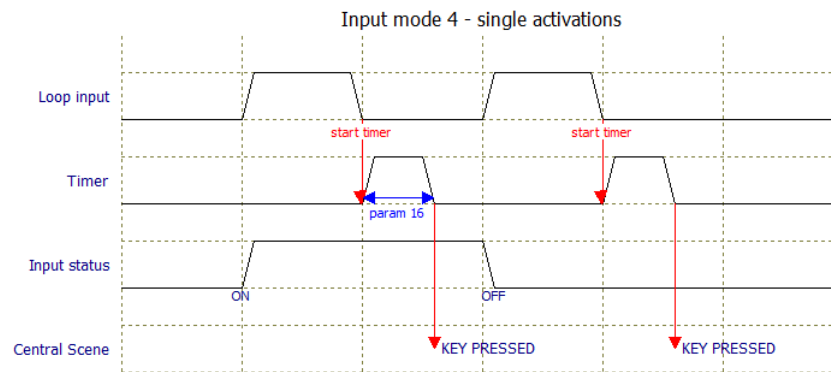 Input mode 4 - single activations
Loop input
start timer
start timer
Timer
param 16
Input status
ON
OFF
Central Scene
KEY PRESSED
KEY PRESSED